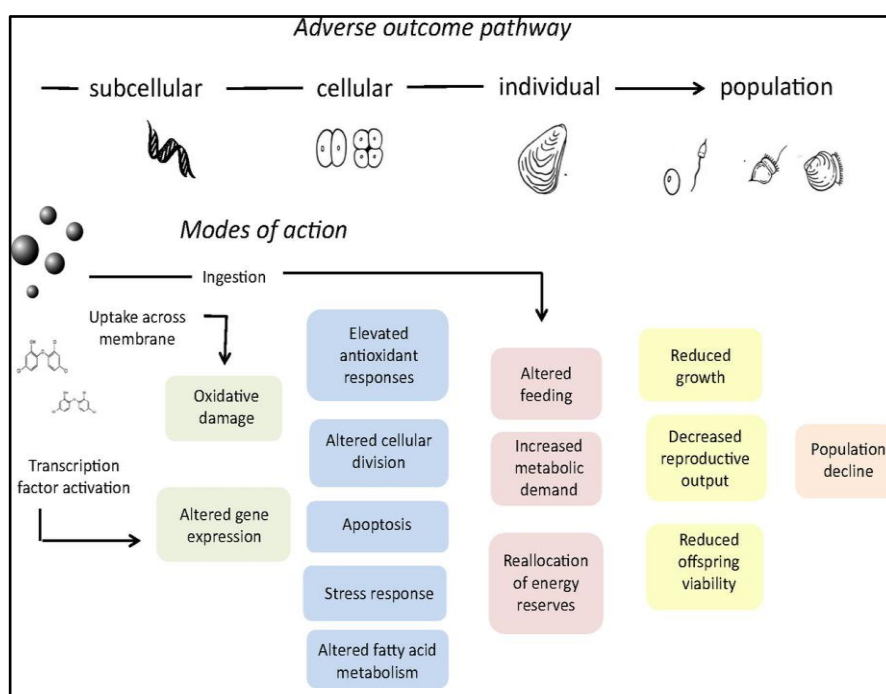 Adverse outcome pathway
subcellular
cellular
individual
population
Modes of action
Ingestion
Uptake across
membrane
Oxidative
damage
Transcription
factor activation
Altered gene
expression
Elevated
antioxidant
responses
Altered cellular
division
Apoptosis
Stress response
Altered fatty acid
metabolism
Altered
feeding
Increased
metabolic
demand
Reallocation
of energy
reserves
Reduced
growth
Decreased
reproductive
output
Reduced
offspring
viability
Population
decline